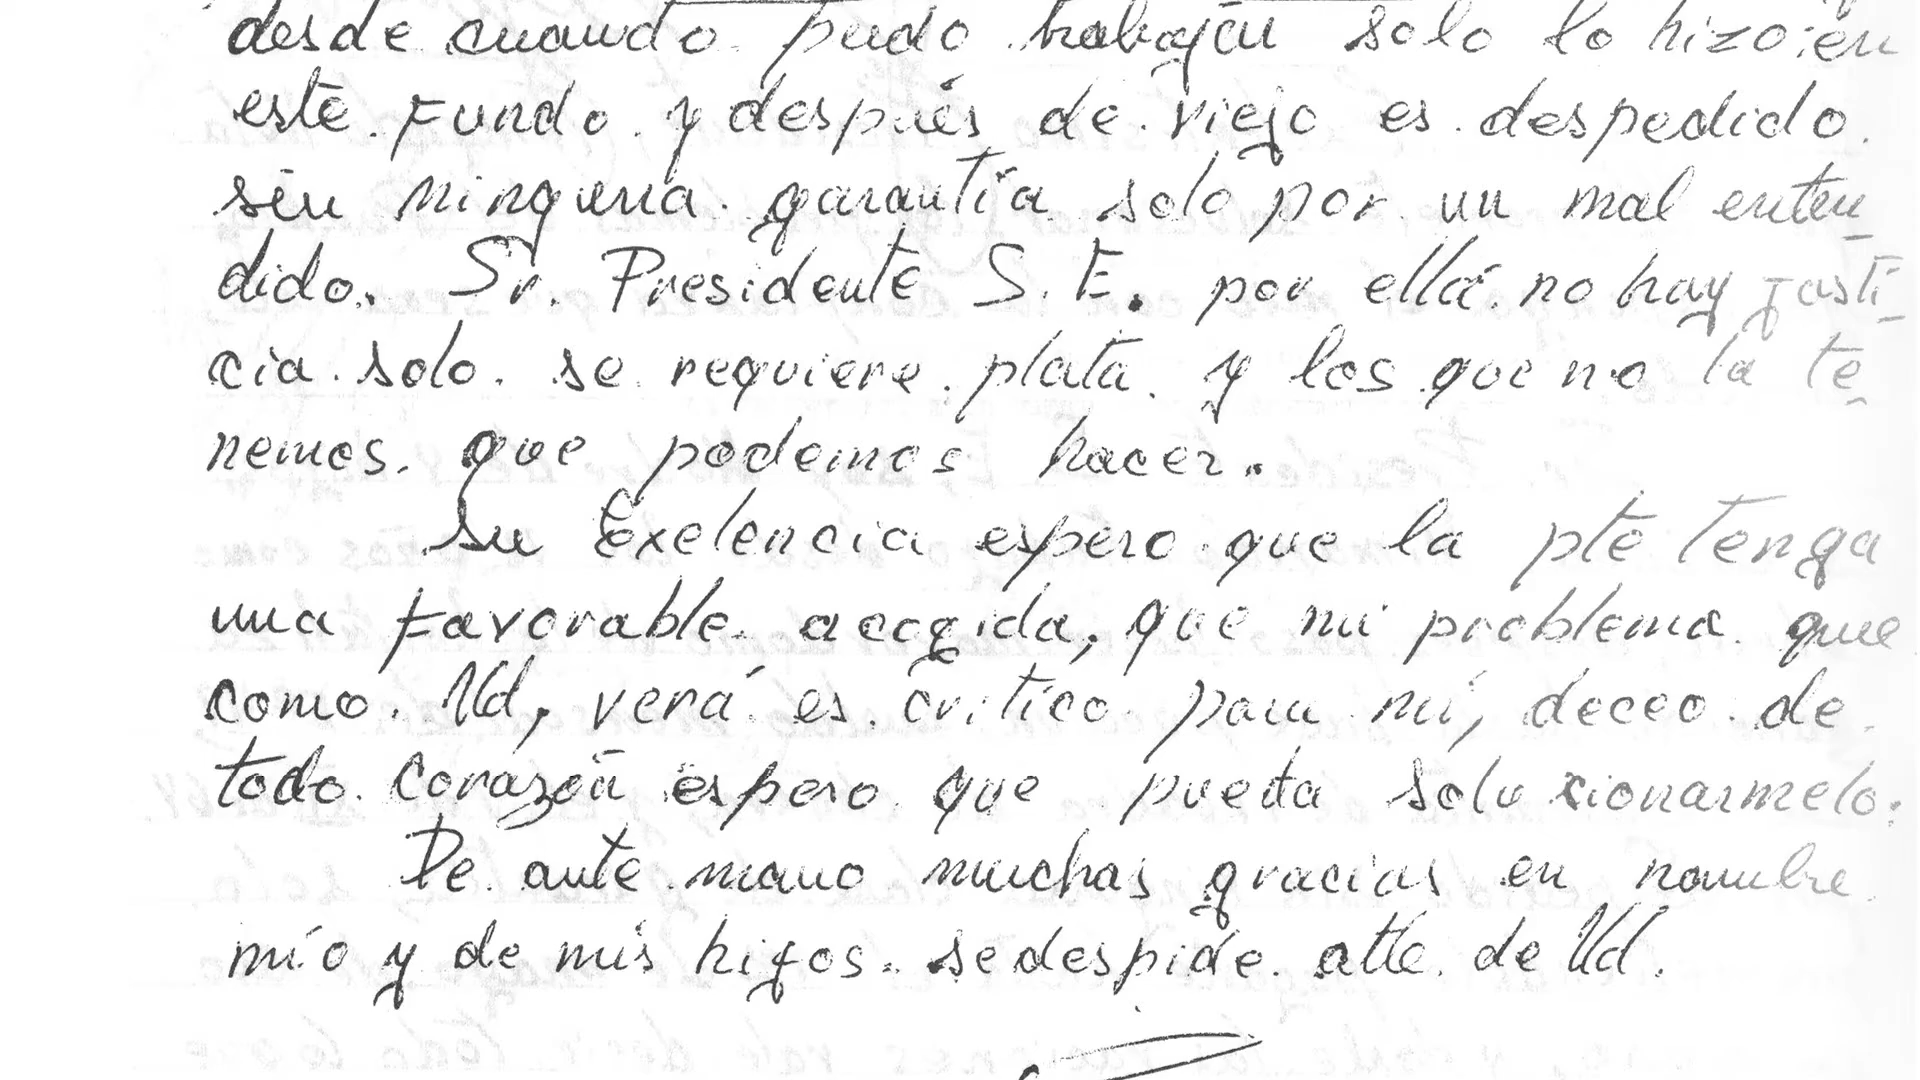 desde cuando pudo trabajar solo lo hizo en
este Fundo y después de viejo es despedido.
sin ninguna garantía solo por un mal enten
dido. Sr. Presidente S. E. por ella no hay justi
cia solo se requiere plata y los que no la te
nemos. que podemos hacer.
Su Exelencia espero que la pte tenga
una favorable acogida, que mi problema que
como Ud, verá es crítico para mí, deceo de
todo corazón espero que pueda solucionarmelo.
De ante mano muchas gracias en nombre
mío y de mis hijos. se despide atte. de Ud.